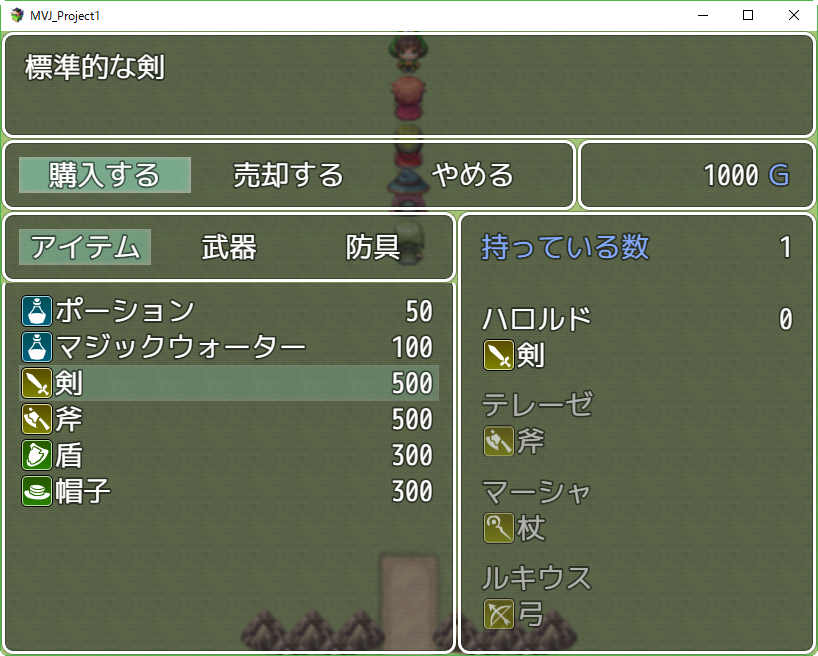 MVJ_Project1
標準的な剣
購入する 売却する やめる 1000 G
アイテム 武器 防具
ポーション 50
マジックウォーター 100
剣 500
斧 500
盾 300
帽子 300
持っている数 1
ハロルド 0
剣
テレーゼ
斧
マーシャ
杖
ルキウス
弓